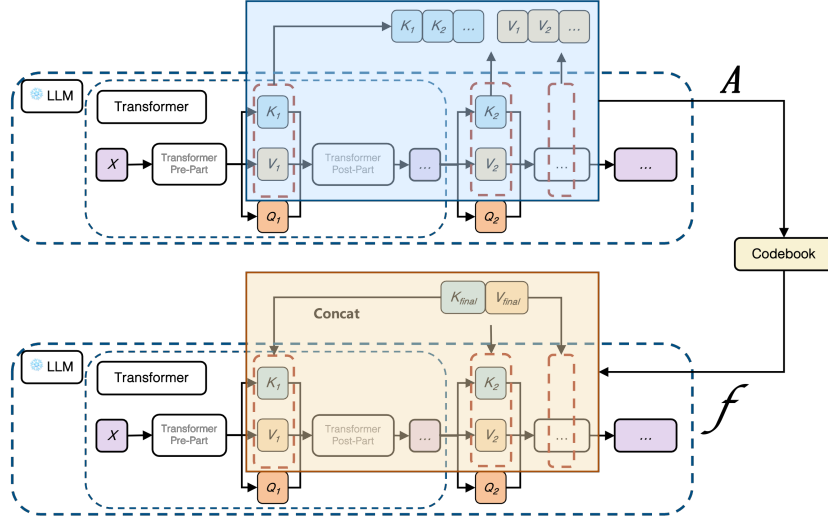 K1 K2 ... V1 V2 ...
LLM
Transformer
K1
K2
A
X
Transformer
Pre-Part
V1
Transformer
Post-Part
...
V2
...
...
Q1
Q2
Codebook
Kfinal Vfinal
Concat
LLM
Transformer
K1
K2
f
X
Transformer
Pre-Part
V1
Transformer
Post-Part
...
V2
...
...
Q1
Q2